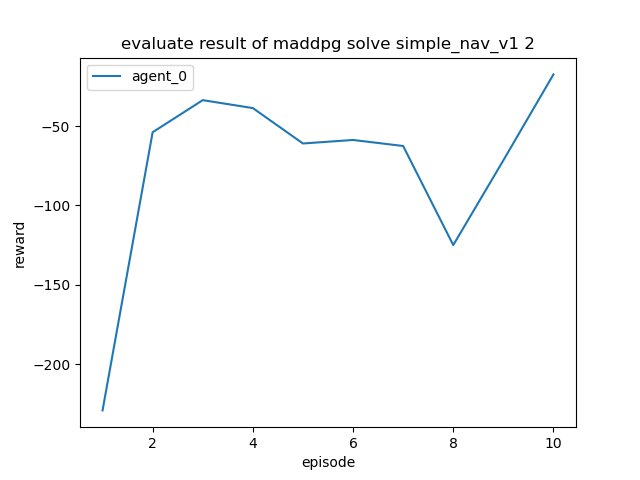 evaluate result of maddpg solve simple_nav_v1 2
agent_0
reward
−50
−100
−150
−200
2
4
6
8
10
episode